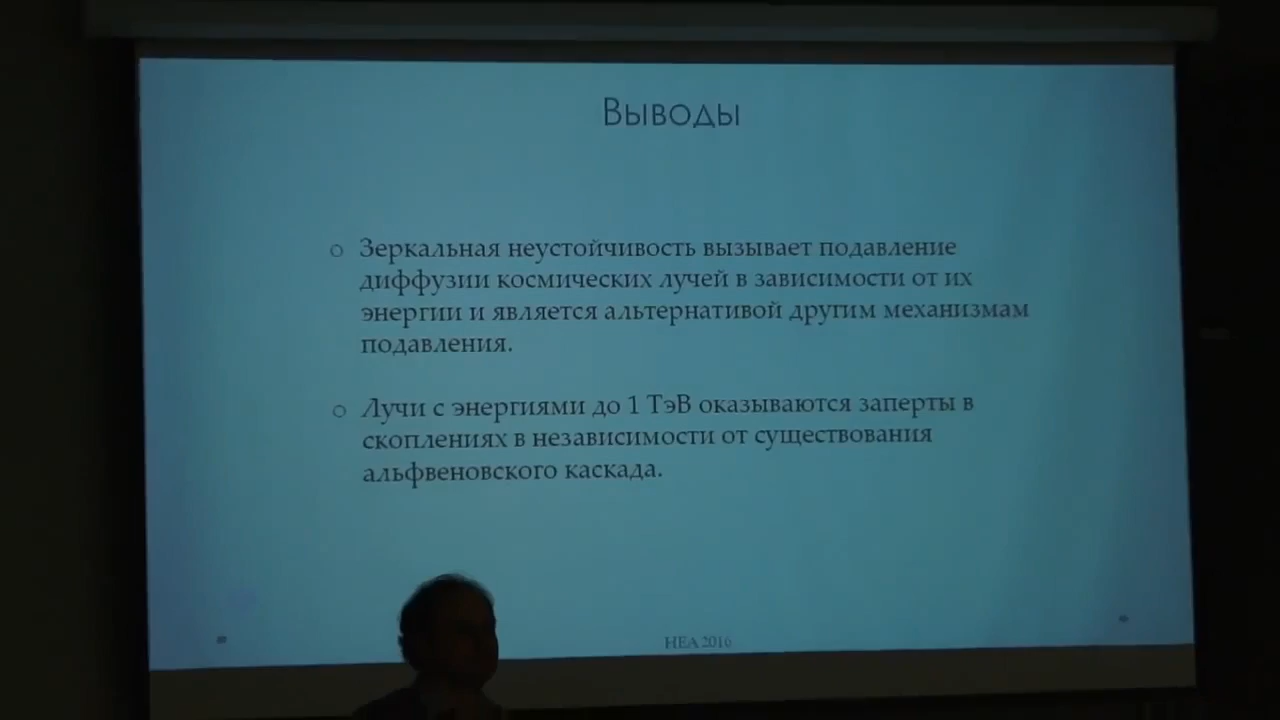 Выводы
Зеркальная неустойчивость вызывает подавление
диффузии космических лучей в зависимости от их
энергии и является альтернативой другим механизмам
подавления.
Лучи с энергиями до 1 ТэВ оказываются заперты в
скоплениях в независимости от существования
альфвеновского каскада.
HEA 2016